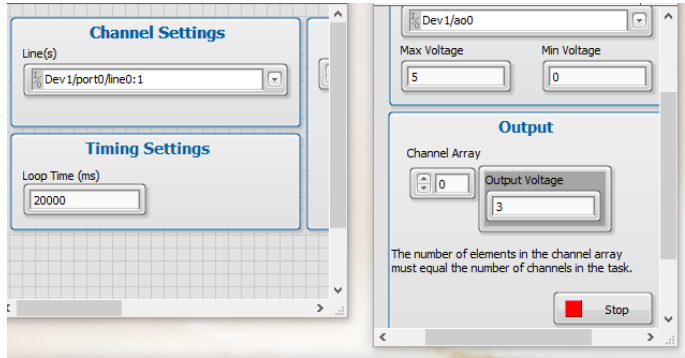 Channel Settings
Line(s)
I/O Dev1/port0/line0:1
Timing Settings
Loop Time (ms)
20000
I/O Dev1/ao0
Max Voltage
Min Voltage
5
0
Output
Channel Array
0
Output Voltage
3
The number of elements in the channel array
must equal the number of channels in the task.
Stop